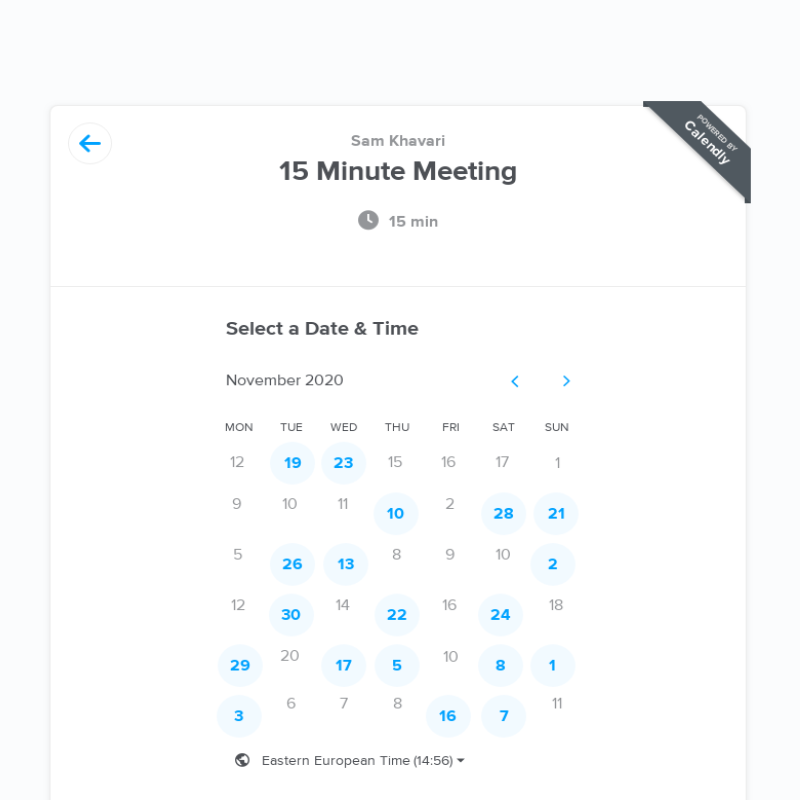 POWERED BY
Calendly
Sam Khavari
15 Minute Meeting
15 min
Select a Date & Time
November 2020
MON TUE WED THU FRI SAT SUN
12 19 23 15 16 17 1
9 10 11 10 2 28 21
5 26 13 8 9 10 2
12 30 14 22 16 24 18
29 20 17 5 10 8 1
3 6 7 8 16 7 11
Eastern European Time (14:56)